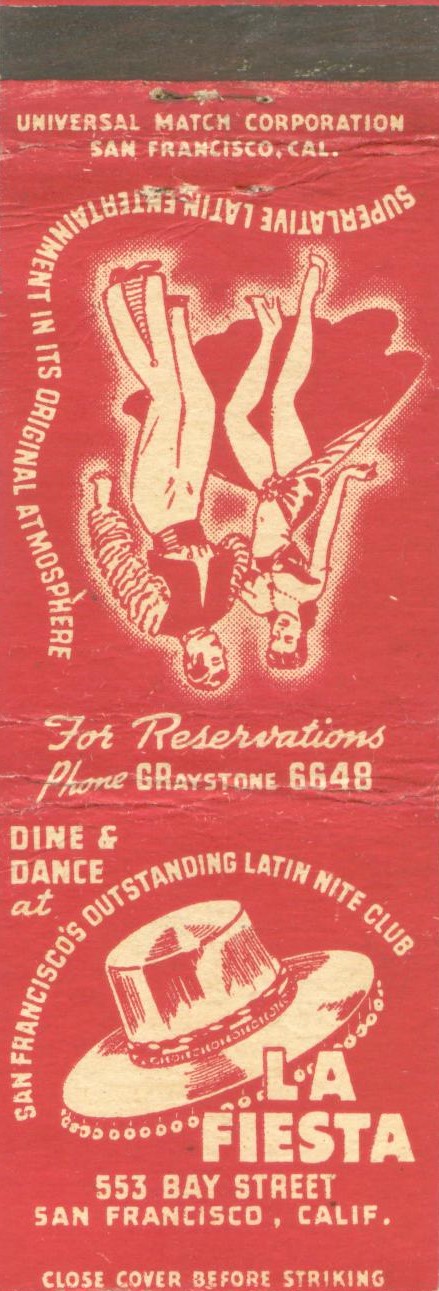 UNIVERSAL MATCH CORPORATION
SAN FRANCISCO, CAL.
SUPERLATIVE LATIN ENTERTAINMENT IN ITS ORIGINAL ATMOSPHERE
For Reservations
Phone GRAYSTONE 6648
DINE &
DANCE
at
SAN FRANCISCO'S OUTSTANDING LATIN NITE CLUB
LA
FIESTA
553 BAY STREET
SAN FRANCISCO, CALIF.
CLOSE COVER BEFORE STRIKING